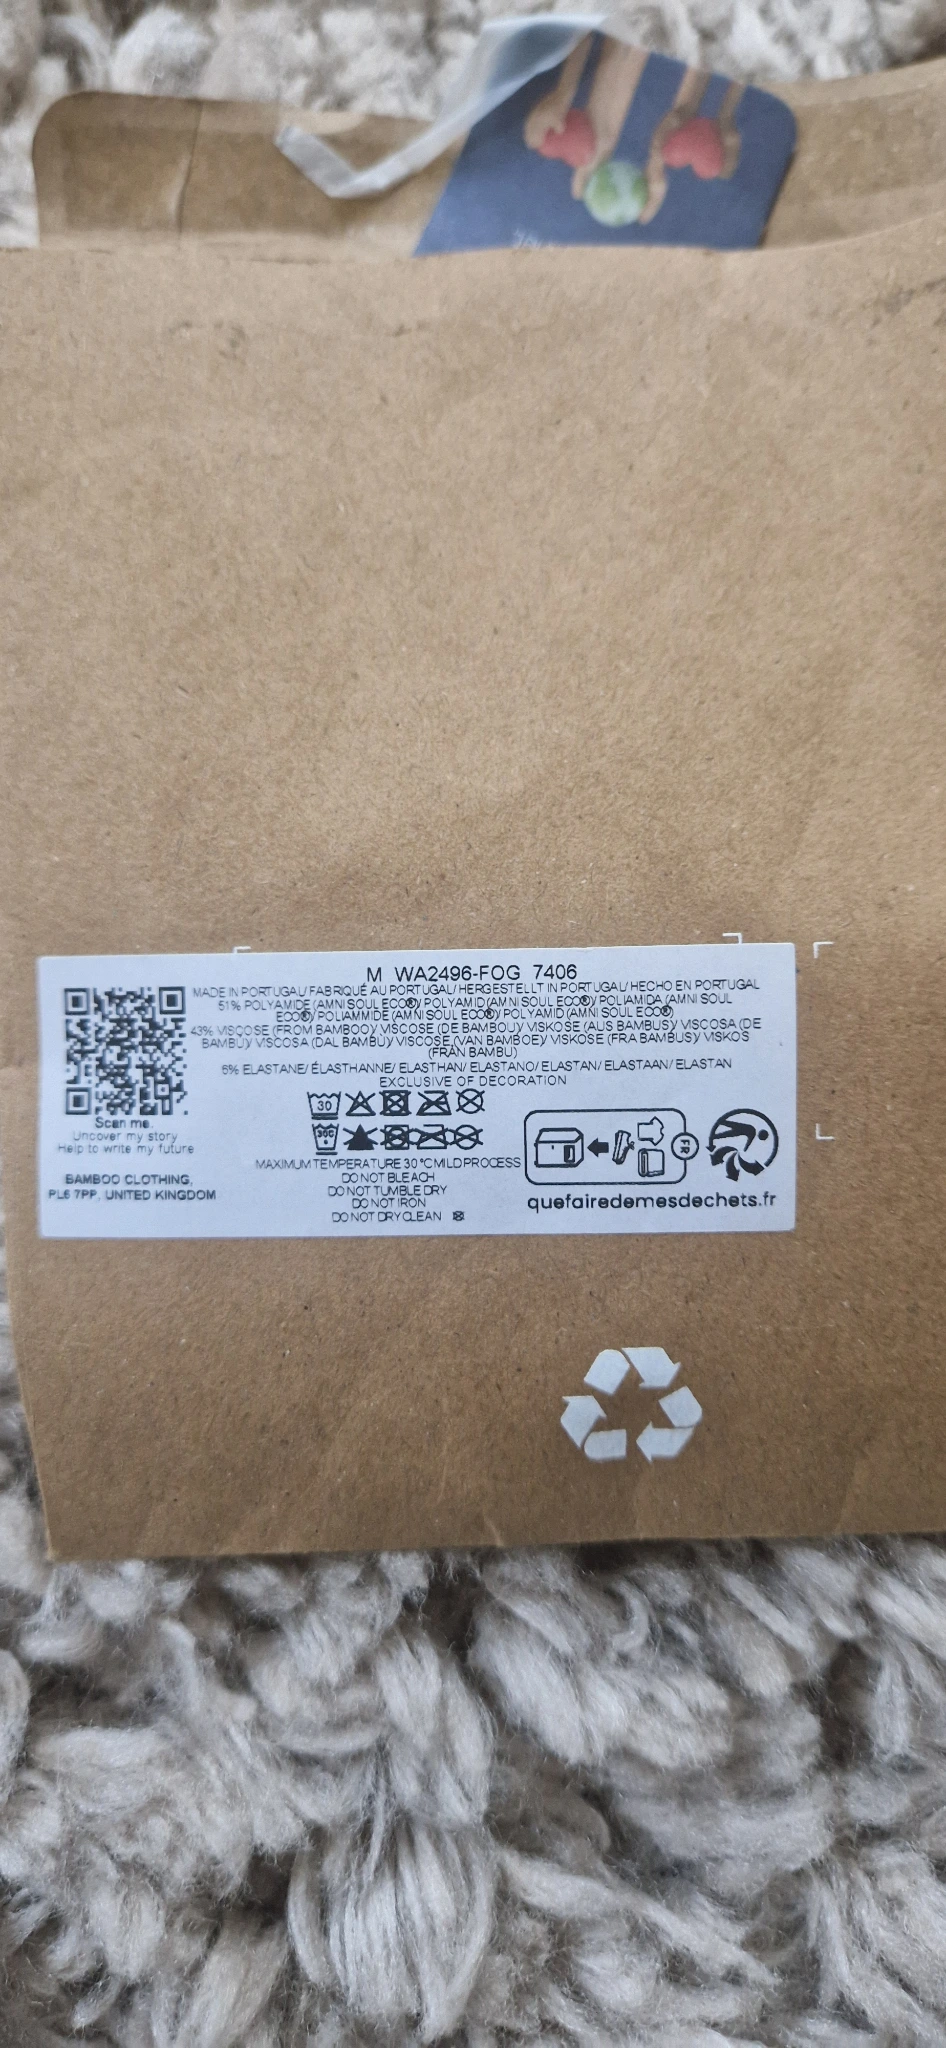 M WA2496-FOG 7406
MADE IN PORTUGAL/ FABRIQUÉ AU PORTUGAL/ HERGESTELLT IN PORTUGAL/ HECHO EN PORTUGAL
51% POLYAMIDE (AMNI SOUL ECO®)/ POLYAMID (AMNI SOUL ECO®)/ POLIAMIDA (AMNI SOUL
ECO®)/ POLIAMMIDE (AMNI SOUL ECO®)/ POLYAMID (AMNI SOUL ECO®)
43% VISCOSE (FROM BAMBOO)/ VISCOSE (DE BAMBOU)/ VISKOSE (AUS BAMBUS)/ VISCOSA (DE
BAMBÚ)/ VISCOSA (DAL BAMBU)/ VISCOSE (VAN BAMBOE)/ VISKOSE (FRA BAMBUS)/ VISKOS
(FRÅN BAMBU)
6% ELASTANE/ ÉLASTHANNE/ ELASTHAN/ ELASTANO/ ELASTAN/ ELASTAAN/ ELASTAN
EXCLUSIVE OF DECORATION
30
30C
MAXIMUM TEMPERATURE 30°C MILD PROCESS
DO NOT BLEACH
DO NOT TUMBLE DRY
DO NOT IRON
DO NOT DRY CLEAN
Scan me.
Uncover my story
Help to write my future
BAMBOO CLOTHING,
PL6 7PP, UNITED KINGDOM
FR
quefairedemesdechets.fr